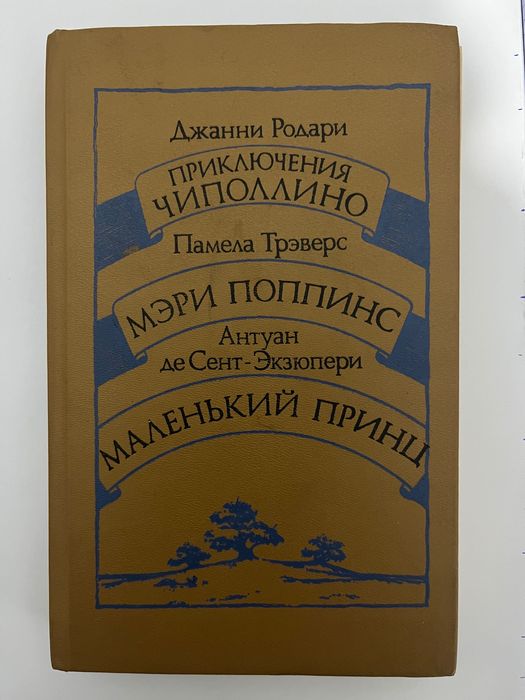 Джанни Родари
ПРИКЛЮЧЕНИЯ
ЧИПОЛЛИНО
Памела Трэверс
МЭРИ ПОППИНС
Антуан
де Сент-Экзюпери
МАЛЕНЬКИЙ ПРИНЦ